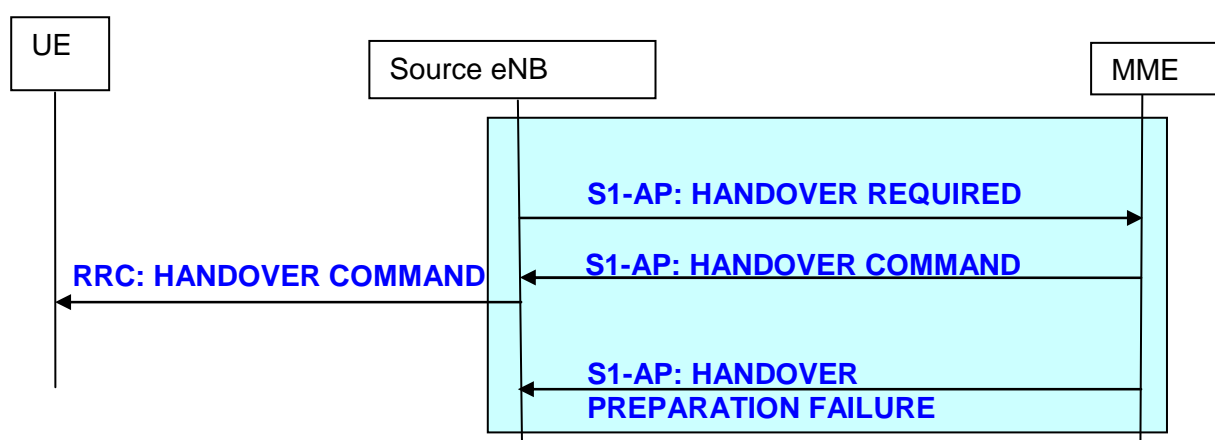 UE
Source eNB
MME
S1-AP: HANDOVER REQUIRED
S1-AP: HANDOVER COMMAND
RRC: HANDOVER COMMAND
S1-AP: HANDOVER
PREPARATION FAILURE